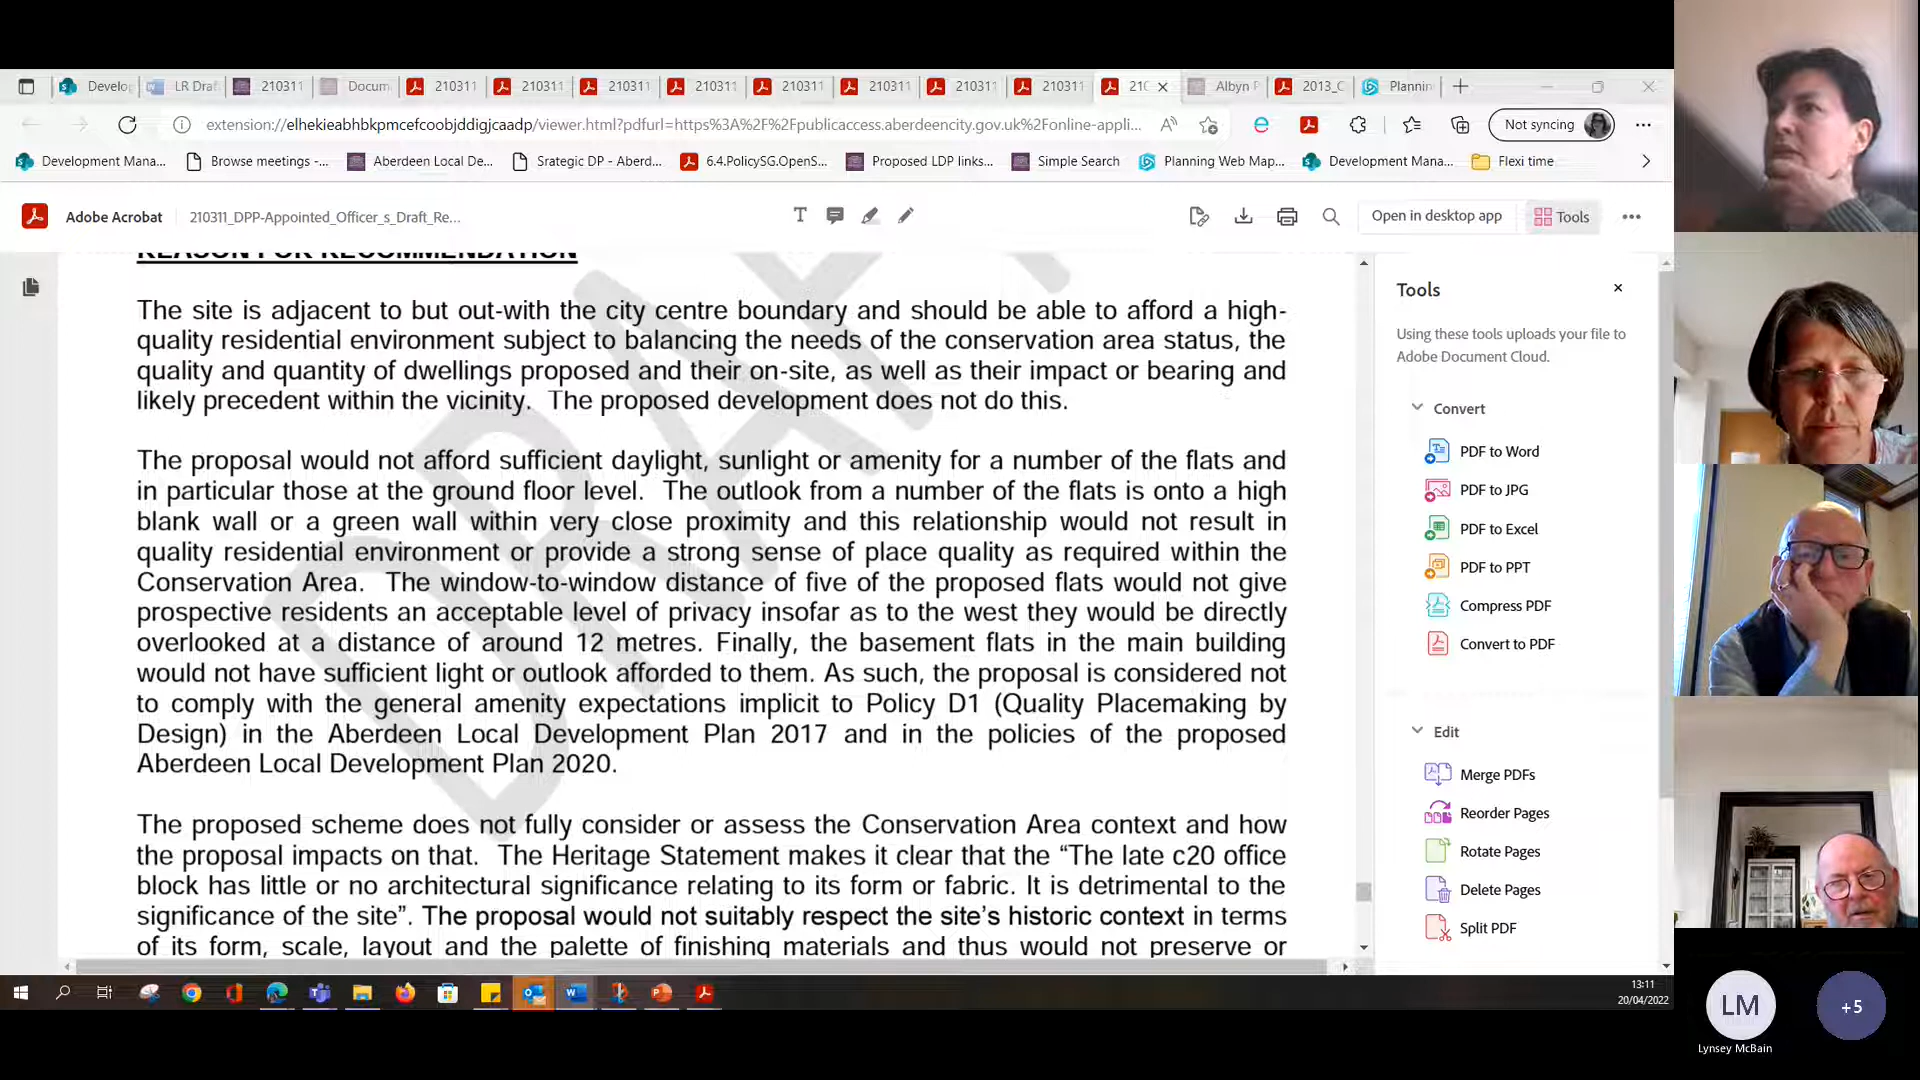 Develo
LR Draf
210311
Docum
210311
210311
210311
210311
210311
210311
210311
210311
210
Albyn P
2013_C
Plannin
extension://elhekieabhbkpmcefcoobjddigjcaadp/viewer.html?pdfurl=https%3A%2F%2Fpublicaccess.aberdeencity.gov.uk%2Fonline-appli...
Not syncing
Development Mana...
Browse meetings -...
Aberdeen Local De...
Srategic DP - Aberd...
6.4.PolicySG.OpenS...
Proposed LDP links...
Simple Search
Planning Web Map...
Development Mana...
Flexi time
Adobe Acrobat
210311_DPP-Appointed_Officer_s_Draft_Re...
Open in desktop app
Tools
REASON FOR RECOMMENDATION
The site is adjacent to but out-with the city centre boundary and should be able to afford a high-
quality residential environment subject to balancing the needs of the conservation area status, the
quality and quantity of dwellings proposed and their on-site, as well as their impact or bearing and
likely precedent within the vicinity. The proposed development does not do this.
The proposal would not afford sufficient daylight, sunlight or amenity for a number of the flats and
in particular those at the ground floor level. The outlook from a number of the flats is onto a high
blank wall or a green wall within very close proximity and this relationship would not result in
quality residential environment or provide a strong sense of place quality as required within the
Conservation Area. The window-to-window distance of five of the proposed flats would not give
prospective residents an acceptable level of privacy insofar as to the west they would be directly
overlooked at a distance of around 12 metres. Finally, the basement flats in the main building
would not have sufficient light or outlook afforded to them. As such, the proposal is considered not
to comply with the general amenity expectations implicit to Policy D1 (Quality Placemaking by
Design) in the Aberdeen Local Development Plan 2017 and in the policies of the proposed
Aberdeen Local Development Plan 2020.
The proposed scheme does not fully consider or assess the Conservation Area context and how
the proposal impacts on that. The Heritage Statement makes it clear that the “The late c20 office
block has little or no architectural significance relating to its form or fabric. It is detrimental to the
significance of the site”. The proposal would not suitably respect the site’s historic context in terms
of its form, scale, layout and the palette of finishing materials and thus would not preserve or
DRAFT
Tools
Using these tools uploads your file to
Adobe Document Cloud.
Convert
PDF to Word
PDF to JPG
PDF to Excel
PDF to PPT
Compress PDF
Convert to PDF
Edit
Merge PDFs
Reorder Pages
Rotate Pages
Delete Pages
Split PDF
13:11
20/04/2022
LM
Lynsey McBain
+5